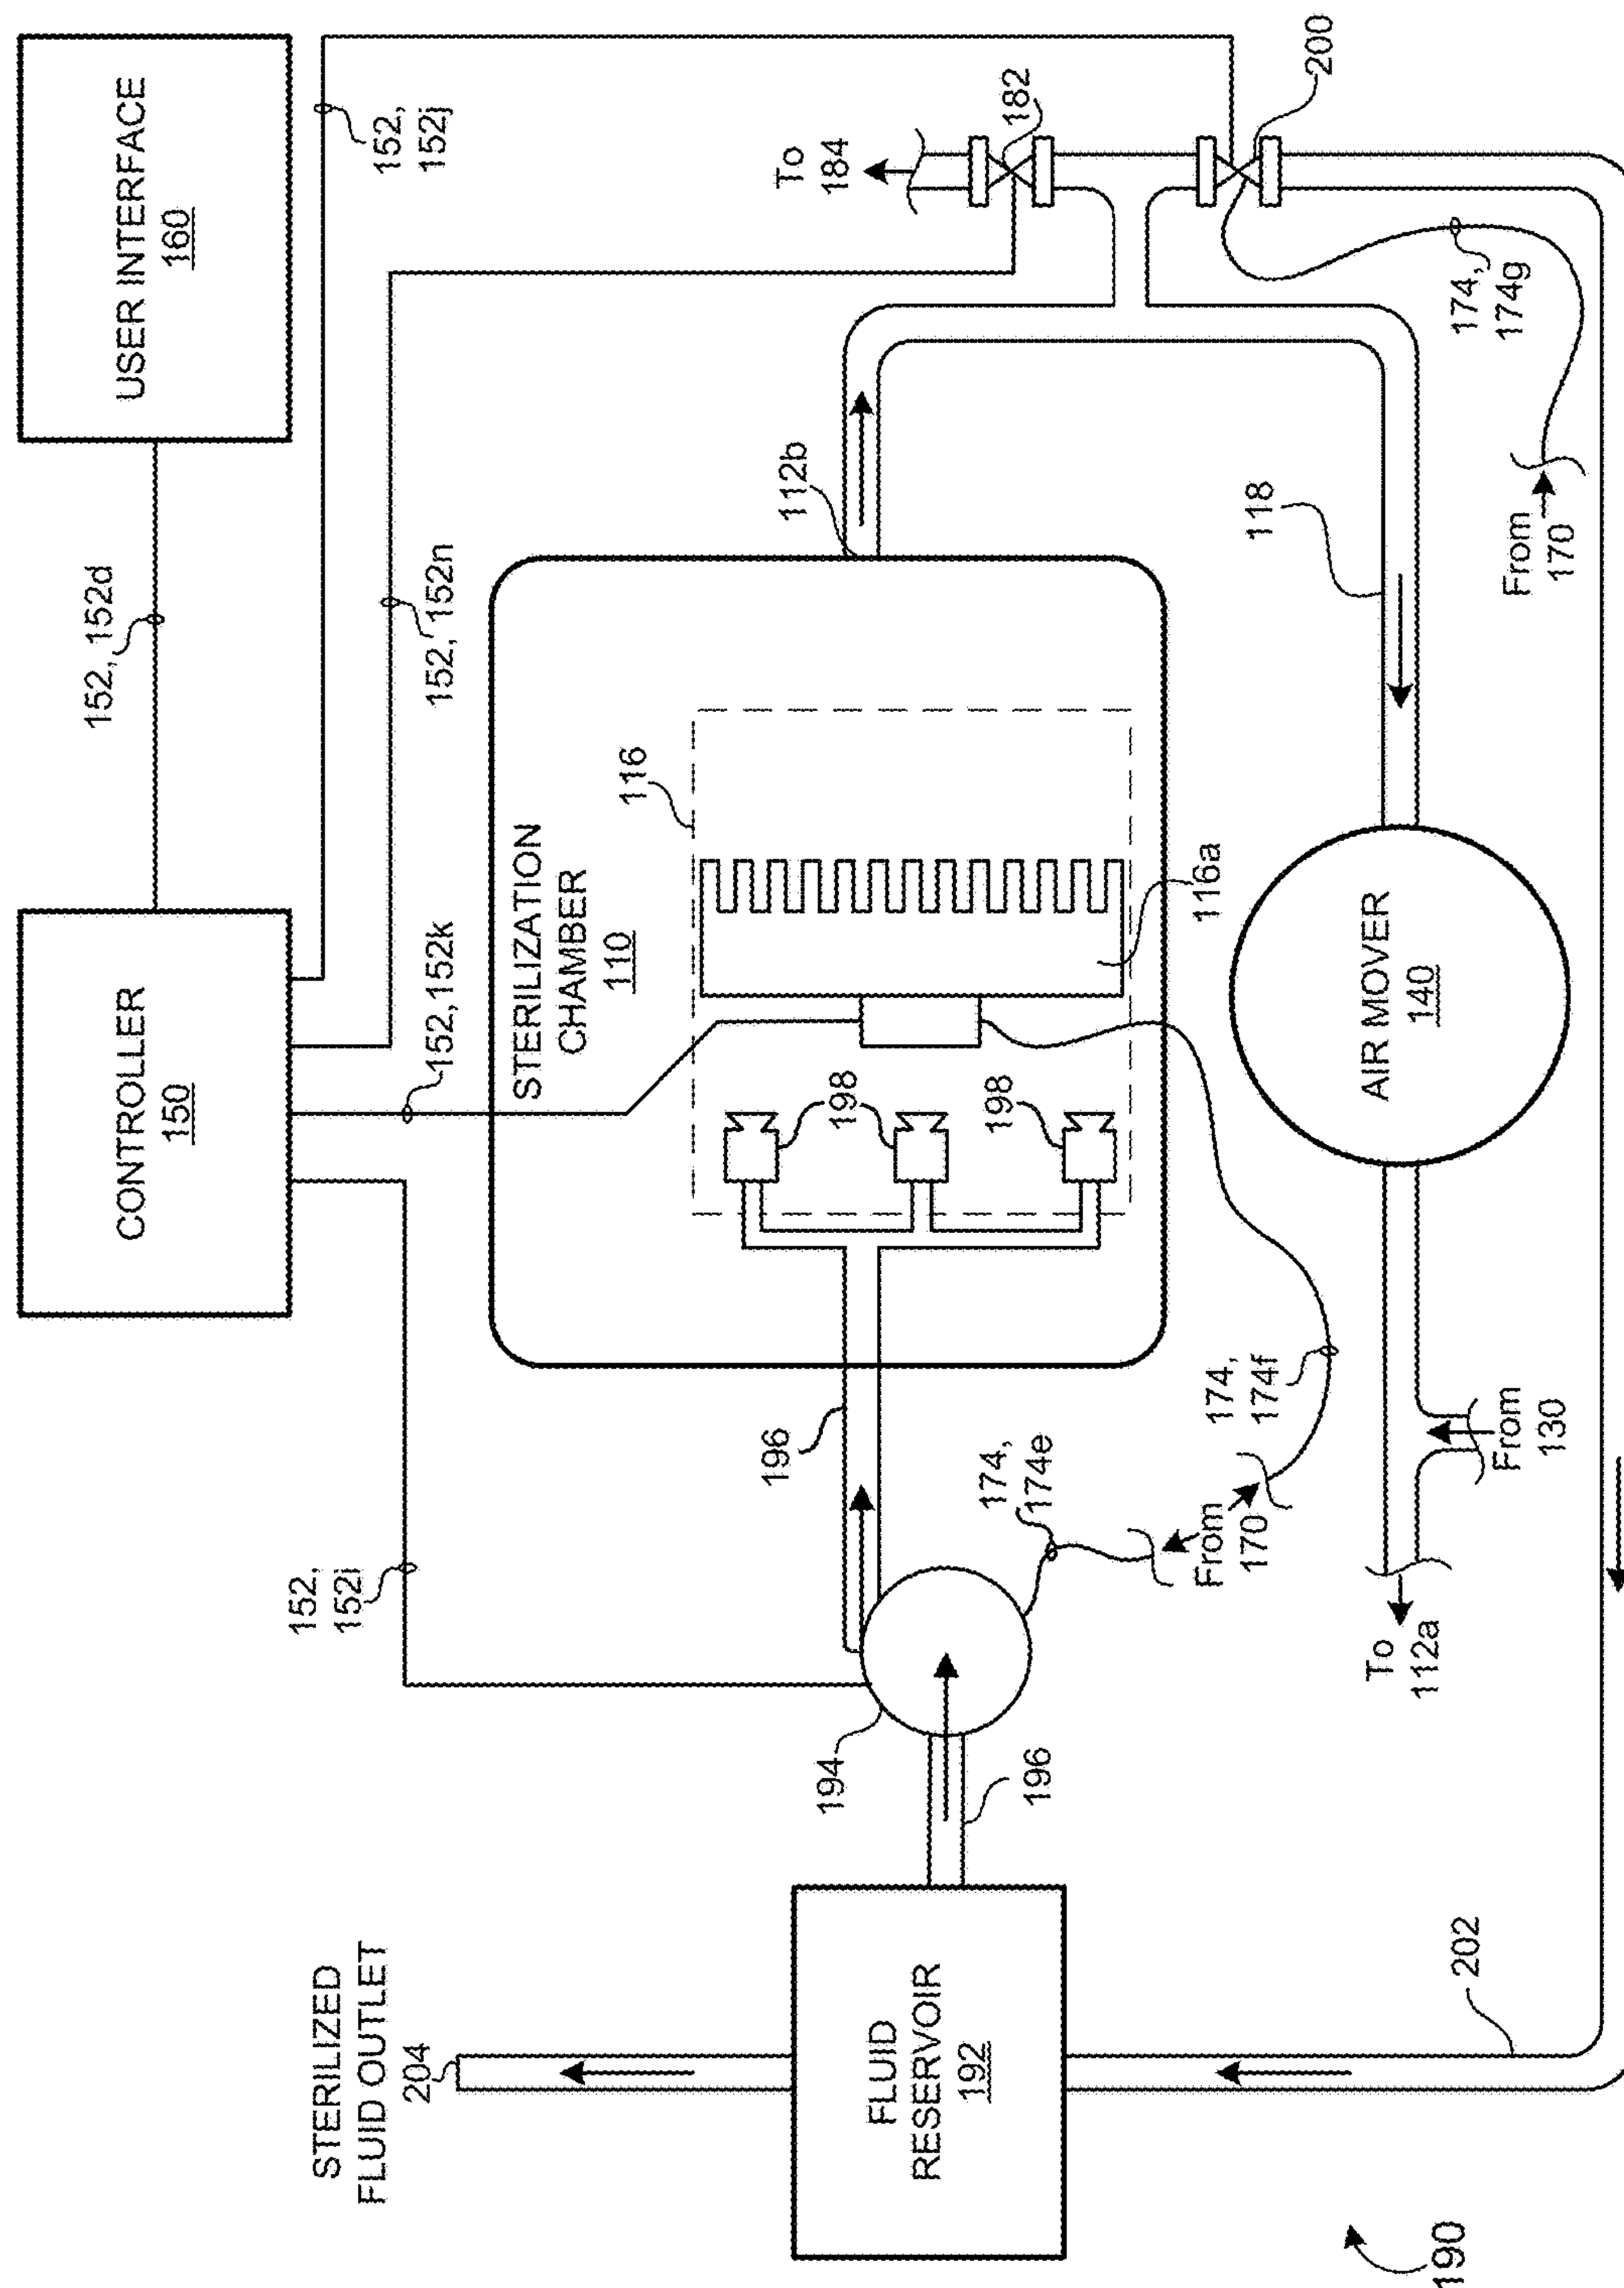 USER INTERFACE
160
152, 152d
CONTROLLER
150
152,
152j
152, 152n
152, 152k
152,
152i
To
184
182
200
174,
174g
From
170
112b
118
STERILIZATION
CHAMBER
110
116
116a
198
198
196
AIR MOVER
140
174,
174f
174,
174e
From
170
From
130
To
112a
194
196
STERILIZED
FLUID OUTLET
204
FLUID
RESERVOIR
192
202
190